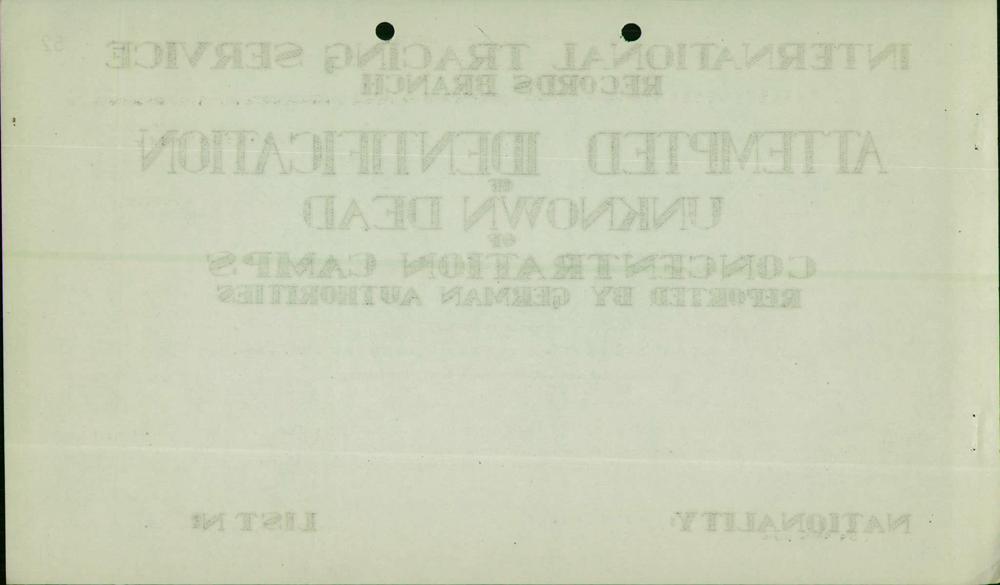 52
INTERNATIONAL TRACING SERVICE
RECORDS BRANCH
ATTEMPTED IDENTIFICATION
OF
UNKNOWN DEAD
OF
CONCENTRATION CAMPS
REPORTED BY GERMAN AUTHORITIES
NATIONALITY:
LIST Nº